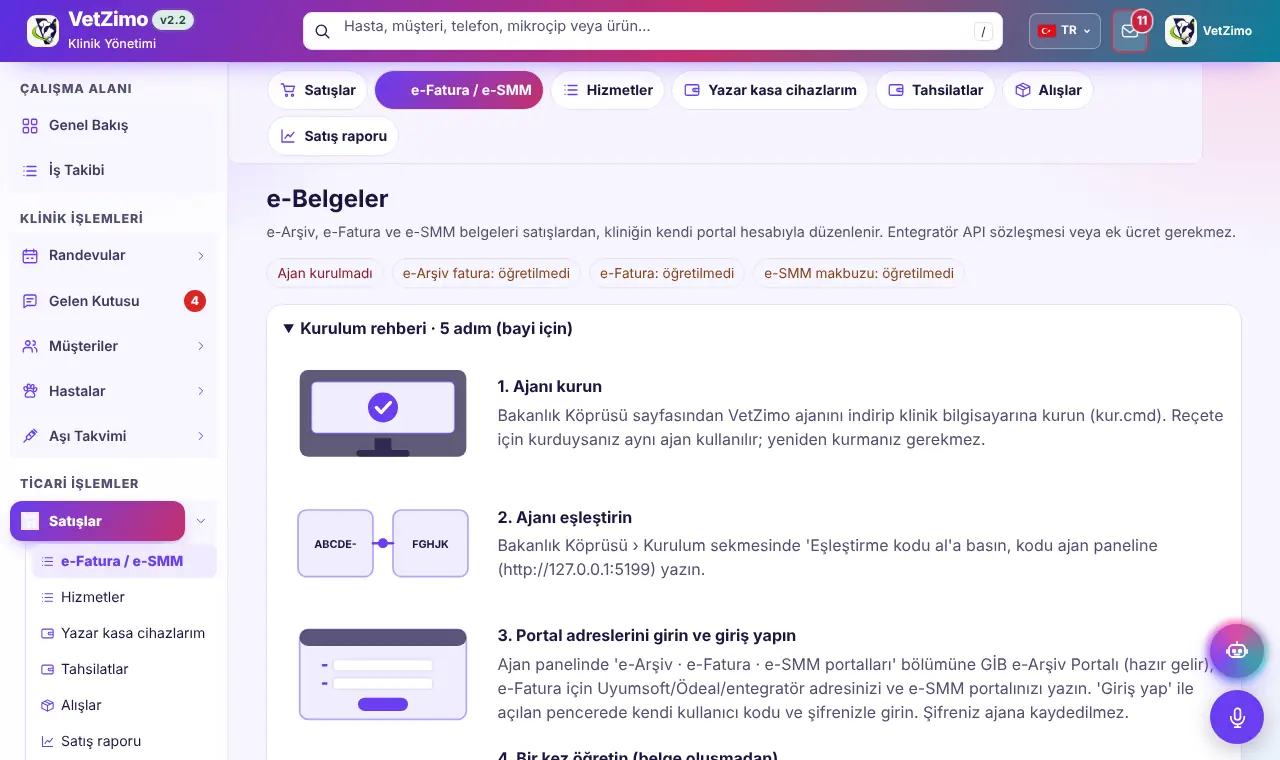 VetZimo v2.2
Klinik Yönetimi
Hasta, müşteri, telefon, mikroçip veya ürün...
/
TR
11
VetZimo
ÇALIŞMA ALANI
Genel Bakış
İş Takibi
KLİNİK İŞLEMLERİ
Randevular
Gelen Kutusu
4
Müşteriler
Hastalar
Aşı Takvimi
TİCARİ İŞLEMLER
Satışlar
e-Fatura / e-SMM
Hizmetler
Yazar kasa cihazlarım
Tahsilatlar
Alışlar
Satış raporu
Satışlar
e-Fatura / e-SMM
Hizmetler
Yazar kasa cihazlarım
Tahsilatlar
Alışlar
Satış raporu
e-Belgeler
e-Arşiv, e-Fatura ve e-SMM belgeleri satışlardan, kliniğin kendi portal hesabıyla düzenlenir. Entegratör API sözleşmesi veya ek ücret gerekmez.
Ajan kurulmadı
e-Arşiv fatura: öğretilmedi
e-Fatura: öğretilmedi
e-SMM makbuzu: öğretilmedi
▼ Kurulum rehberi · 5 adım (bayi için)
1. Ajanı kurun
Bakanlık Köprüsü sayfasından VetZimo ajanını indirip klinik bilgisayarına kurun (kur.cmd). Reçete
için kurduysanız aynı ajan kullanılır; yeniden kurmanız gerekmez.
ABCDE-
FGHJK
2. Ajanı eşleştirin
Bakanlık Köprüsü › Kurulum sekmesinde 'Eşleştirme kodu al'a basın, kodu ajan paneline
(http://127.0.0.1:5199) yazın.
3. Portal adreslerini girin ve giriş yapın
Ajan panelinde 'e-Arşiv · e-Fatura · e-SMM portalları' bölümüne GİB e-Arşiv Portalı (hazır gelir),
e-Fatura için Uyumsoft/Ödeal/entegratör adresinizi ve e-SMM portalınızı yazın. 'Giriş yap' ile
açılan pencerede kendi kullanıcı kodu ve şifrenizle girin. Şifreniz ajana kaydedilmez.
4. Bir kez öğretin (belge oluşmadan)